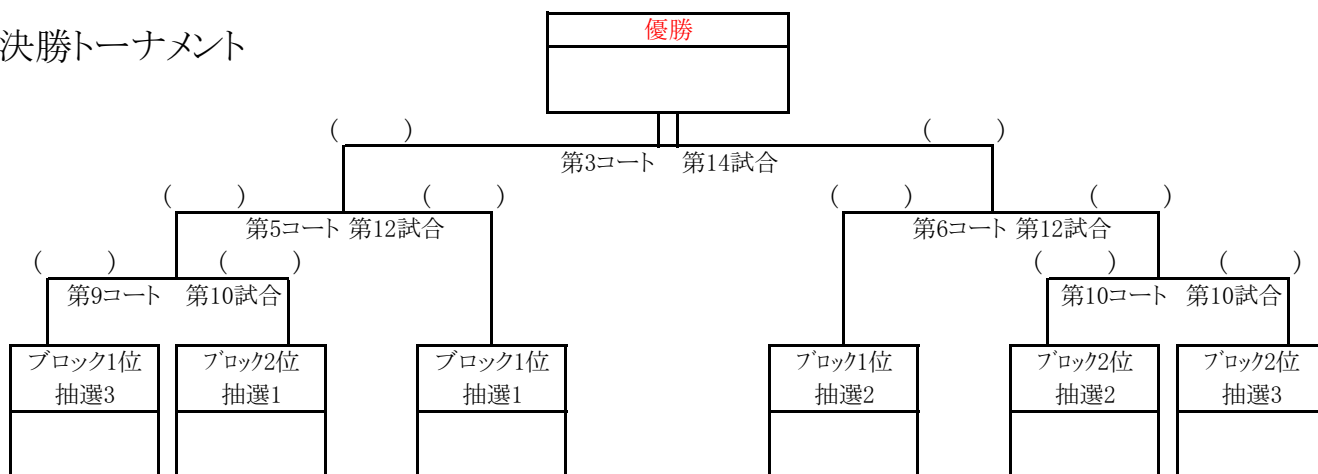 優勝
決勝トーナメント
( ) ( )
第3コート 第14試合
( ) ( ) ( ) ( )
第5コート 第12試合 第6コート 第12試合
( ) ( ) ( ) ( )
第9コート 第10試合 第10コート 第10試合
ブロック1位 ブロック2位 ブロック1位 ブロック1位 ブロック2位 ブロック2位
抽選3 抽選1 抽選1 抽選2 抽選2 抽選3